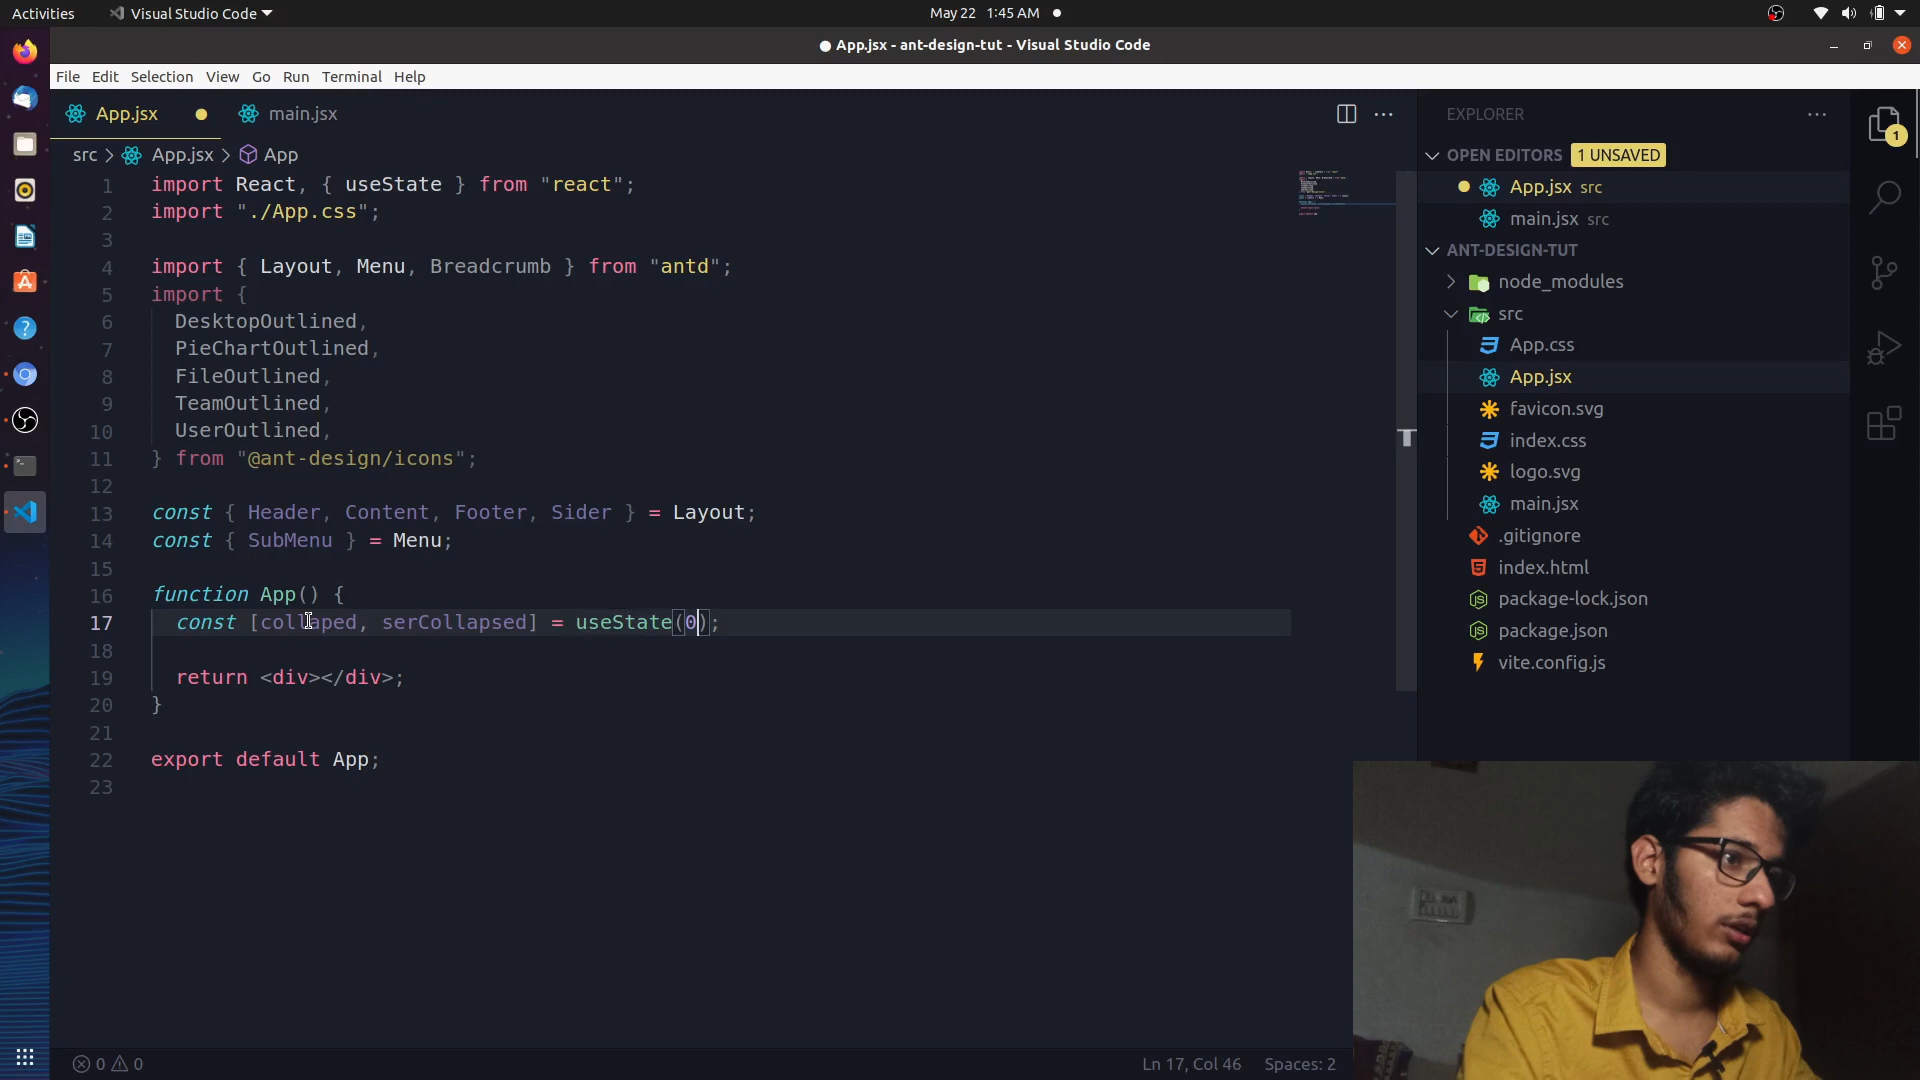 Activities Visual Studio Code May 22 1:45 AM
App.jsx - ant-design-tut - Visual Studio Code
File Edit Selection View Go Run Terminal Help
App.jsx main.jsx
src > App.jsx > App
1 import React, { useState } from "react";
2 import "./App.css";
3
4 import { Layout, Menu, Breadcrumb } from "antd";
5 import {
6 DesktopOutlined,
7 PieChartOutlined,
8 FileOutlined,
9 TeamOutlined,
10 UserOutlined,
11 } from "@ant-design/icons";
12
13 const { Header, Content, Footer, Sider } = Layout;
14 const { SubMenu } = Menu;
15
16 function App() {
17 const [collaped, serCollapsed] = useState(0);
18
19 return <div></div>;
20 }
21
22 export default App;
23
EXPLORER
OPEN EDITORS 1 UNSAVED
App.jsx src
main.jsx src
ANT-DESIGN-TUT
node_modules
src
App.css
App.jsx
favicon.svg
index.css
logo.svg
main.jsx
.gitignore
index.html
package-lock.json
package.json
vite.config.js
1
0 0 Ln 17, Col 46 Spaces: 2